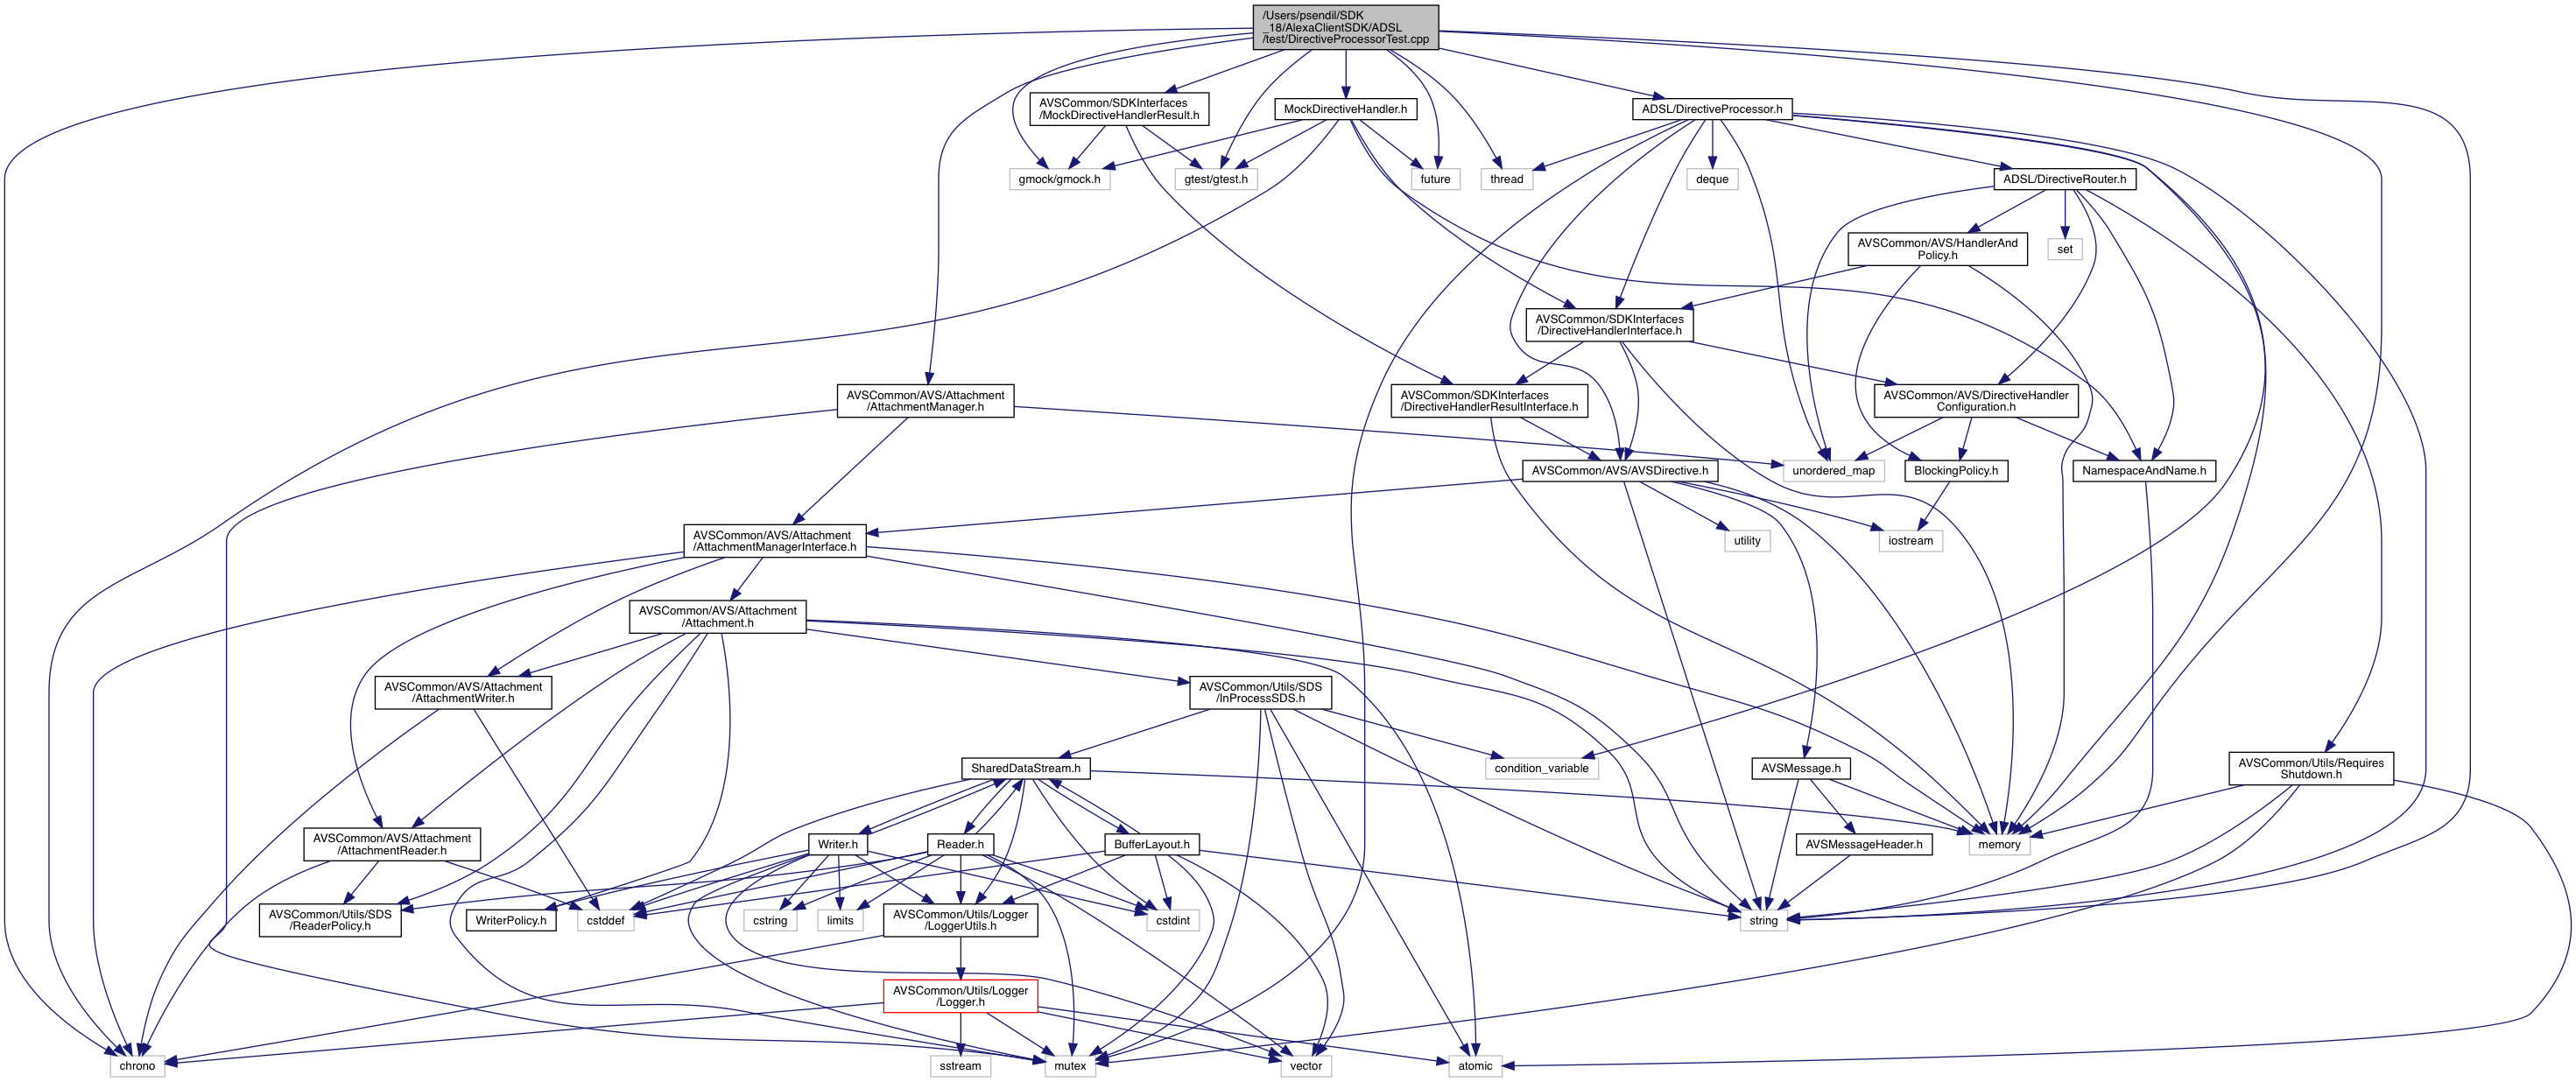 /Users/psendil/SDK
_18/AlexaClientSDK/ADSL
/test/DirectiveProcessorTest.cpp
AVSCommon/SDKInterfaces
/MockDirectiveHandlerResult.h
MockDirectiveHandler.h
ADSL/DirectiveProcessor.h
gmock/gmock.h
gtest/gtest.h
future
thread
deque
ADSL/DirectiveRouter.h
AVSCommon/AVS/HandlerAnd
Policy.h
set
AVSCommon/SDKInterfaces
/DirectiveHandlerInterface.h
AVSCommon/AVS/Attachment
/AttachmentManager.h
AVSCommon/SDKInterfaces
/DirectiveHandlerResultInterface.h
AVSCommon/AVS/DirectiveHandler
Configuration.h
AVSCommon/AVS/AVSDirective.h
unordered_map
BlockingPolicy.h
NamespaceAndName.h
AVSCommon/AVS/Attachment
/AttachmentManagerInterface.h
utility
iostream
AVSCommon/AVS/Attachment
/Attachment.h
AVSCommon/AVS/Attachment
/AttachmentWriter.h
AVSCommon/Utils/SDS
/InProcessSDS.h
SharedDataStream.h
condition_variable
AVSMessage.h
AVSCommon/Utils/Requires
Shutdown.h
AVSCommon/AVS/Attachment
/AttachmentReader.h
Writer.h
Reader.h
BufferLayout.h
AVSMessageHeader.h
memory
AVSCommon/Utils/SDS
/ReaderPolicy.h
WriterPolicy.h
cstddef
cstring
limits
AVSCommon/Utils/Logger
/LoggerUtils.h
cstdint
string
AVSCommon/Utils/Logger
/Logger.h
chrono
sstream
mutex
vector
atomic